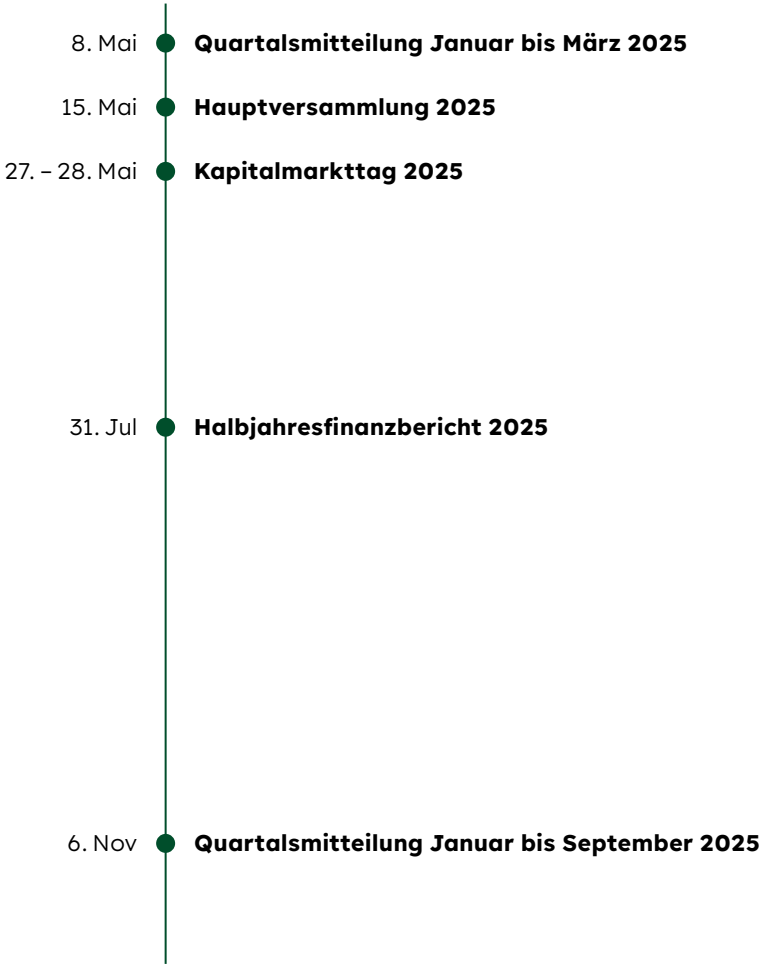 8. Mai Quartalsmitteilung Januar bis März 2025
15. Mai Hauptversammlung 2025
27. – 28. Mai Kapitalmarkttag 2025
31. Jul Halbjahresfinanzbericht 2025
6. Nov Quartalsmitteilung Januar bis September 2025